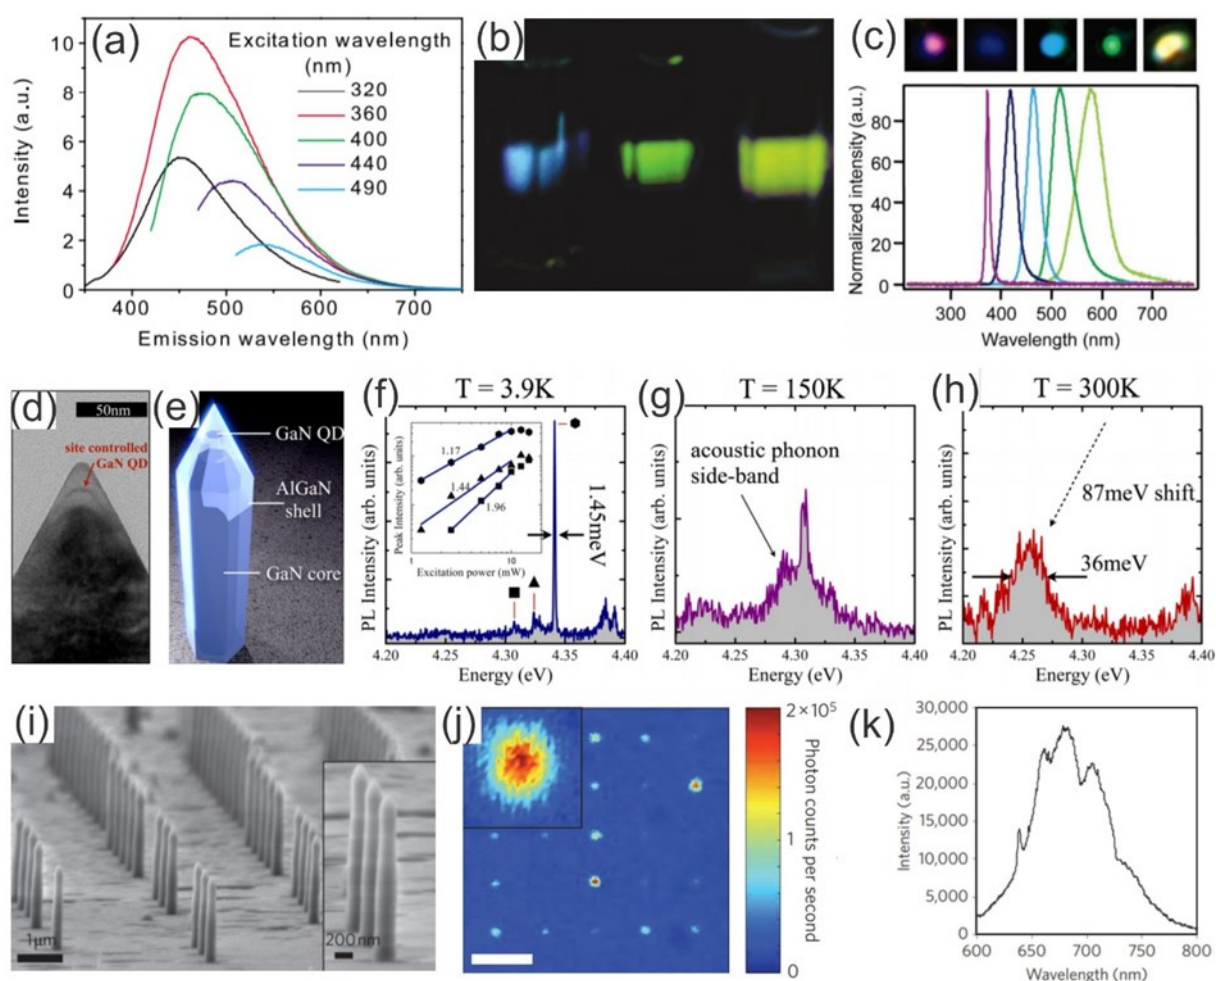 (a)
Excitation wavelength
(nm)
320
360
400
440
490
Intensity (a.u.)
10
8
6
4
2
0
400
500
600
700
Emission wavelength (nm)
(b)
(c)
Normalized intensity (a.u.)
80
60
40
20
0
300
400
500
600
700
Wavelength (nm)
(d)
50nm
site controlled
GaN QD
(e)
GaN QD
AlGaN
shell
GaN core
(f)
T = 3.9K
PL Intensity (arb. units)
Peak Intensity (arb. units)
1.17
1.44
1.96
1
10
Excitation power (mW)
1.45meV
4.20
4.25
4.30
4.35
4.40
Energy (eV)
(g)
T = 150K
PL Intensity (arb. units)
acoustic phonon
side-band
4.20
4.25
4.30
4.35
4.40
Energy (eV)
(h)
T = 300K
PL Intensity (arb. units)
87meV shift
36meV
4.20
4.25
4.30
4.35
4.40
Energy (eV)
(i)
1μm
200 nm
(j)
2×10⁵
1
0
Photon counts per second
(k)
Intensity (a.u.)
30,000
25,000
20,000
15,000
10,000
5,000
0
600
650
700
750
800
Wavelength (nm)